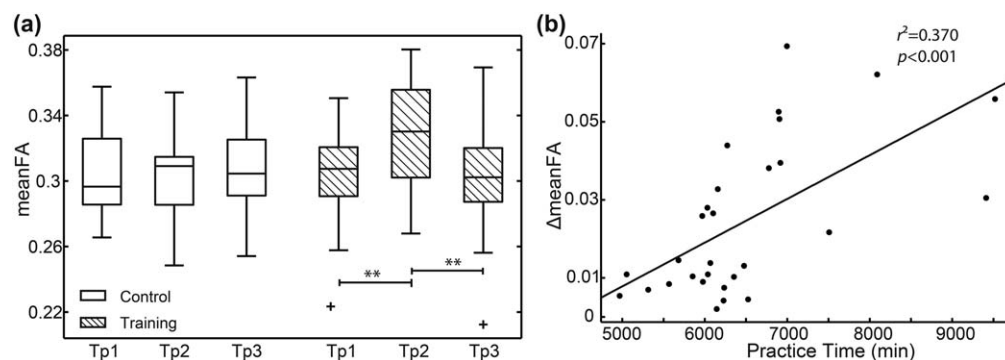 (a)
meanFA
0.38
0.34
0.3
0.26
0.22
** **
Control
Training
Tp1 Tp2 Tp3 Tp1 Tp2 Tp3
(b)
r²=0.370
p<0.001
ΔmeanFA
0.07
0.05
0.03
0.01
0
5000 6000 7000 8000 9000
Practice Time (min)